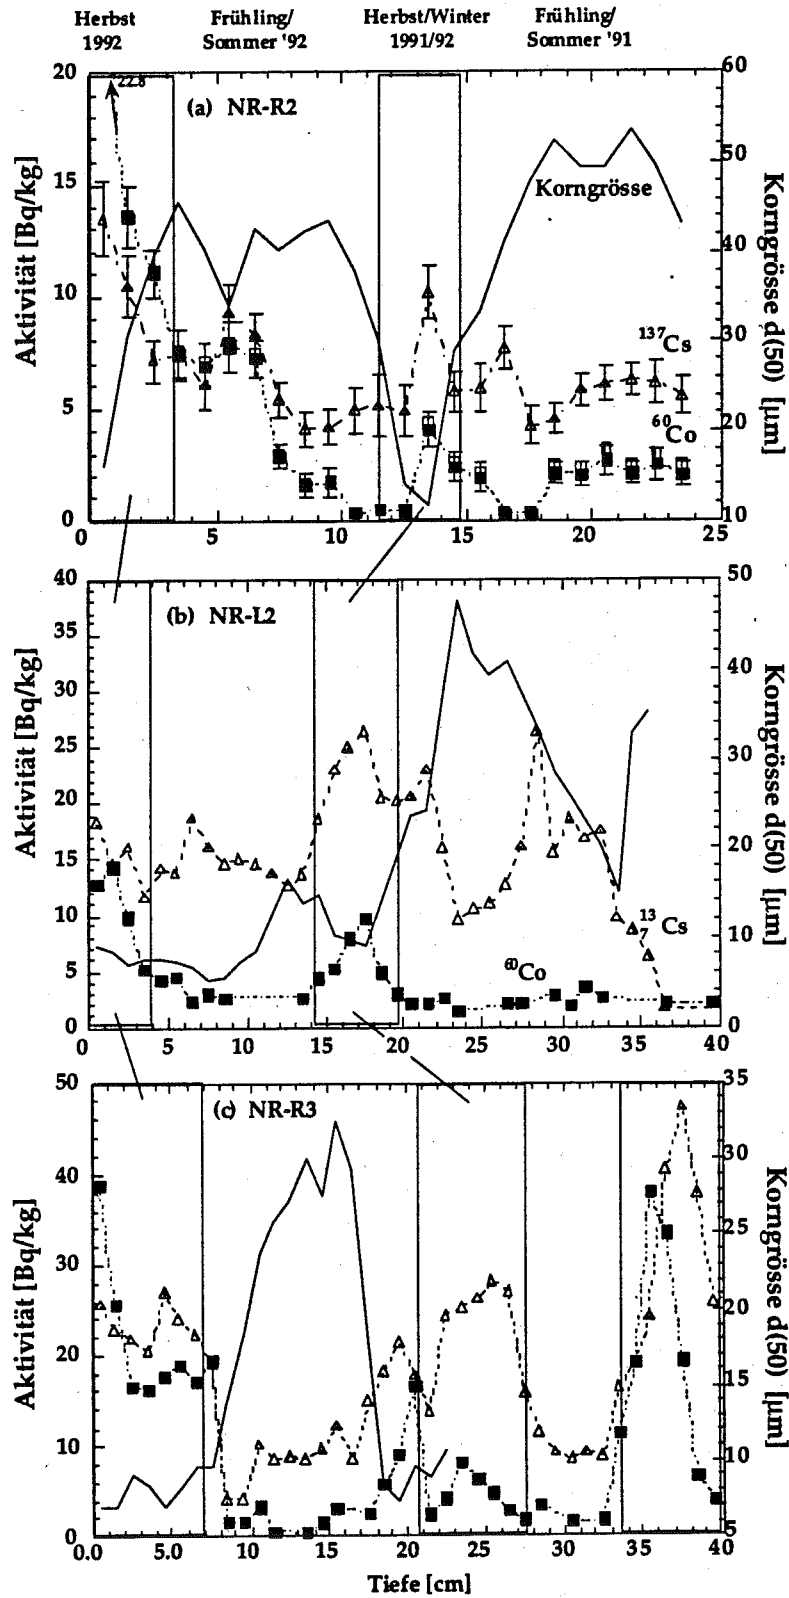 Herbst Frühling/ Herbst/Winter Frühling/
1992 Sommer '92 1991/92 Sommer '91
20 60
22.8
(a) NR-R2
15 50
Korngrösse
40
10 30
137Cs
5 20
60Co
0 10
0 5 10 15 20 25
Aktivität [Bq/kg]
Korngrösse d(50) [µm]
40 50
(b) NR-L2
35
30 40
25 30
20
15 20
13
7 Cs
10 10
60Co
5
0 0
0 5 10 15 20 25 30 35 40
Aktivität [Bq/kg]
Korngrösse d(50) [µm]
50 35
(c) NR-R3
40 30
30 25
20 20
15
10 10
0 5
0.0 5.0 10 15 20 25 30 35 40
Aktivität [Bq/kg]
Korngrösse d(50) [µm]
Tiefe [cm]